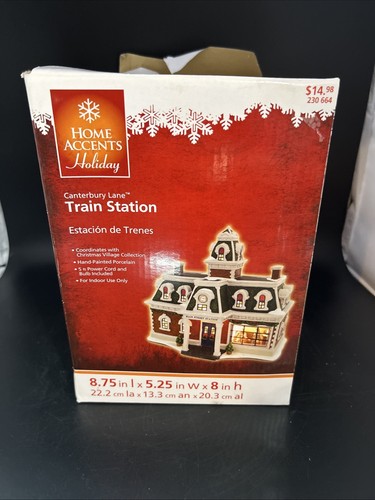 $14.98
230 664
HOME
ACCENTS
Holiday
Canterbury Lane™
Train Station
Estación de Trenes
• Coordinates with
Christmas Village Collection
• Hand-Painted Porcelain
• 5 ft Power Cord and
Bulb Included
• For Indoor Use Only
8.75 in l x 5.25 in w x 8 in h
22.2 cm la x 13.3 cm an x 20.3 cm al